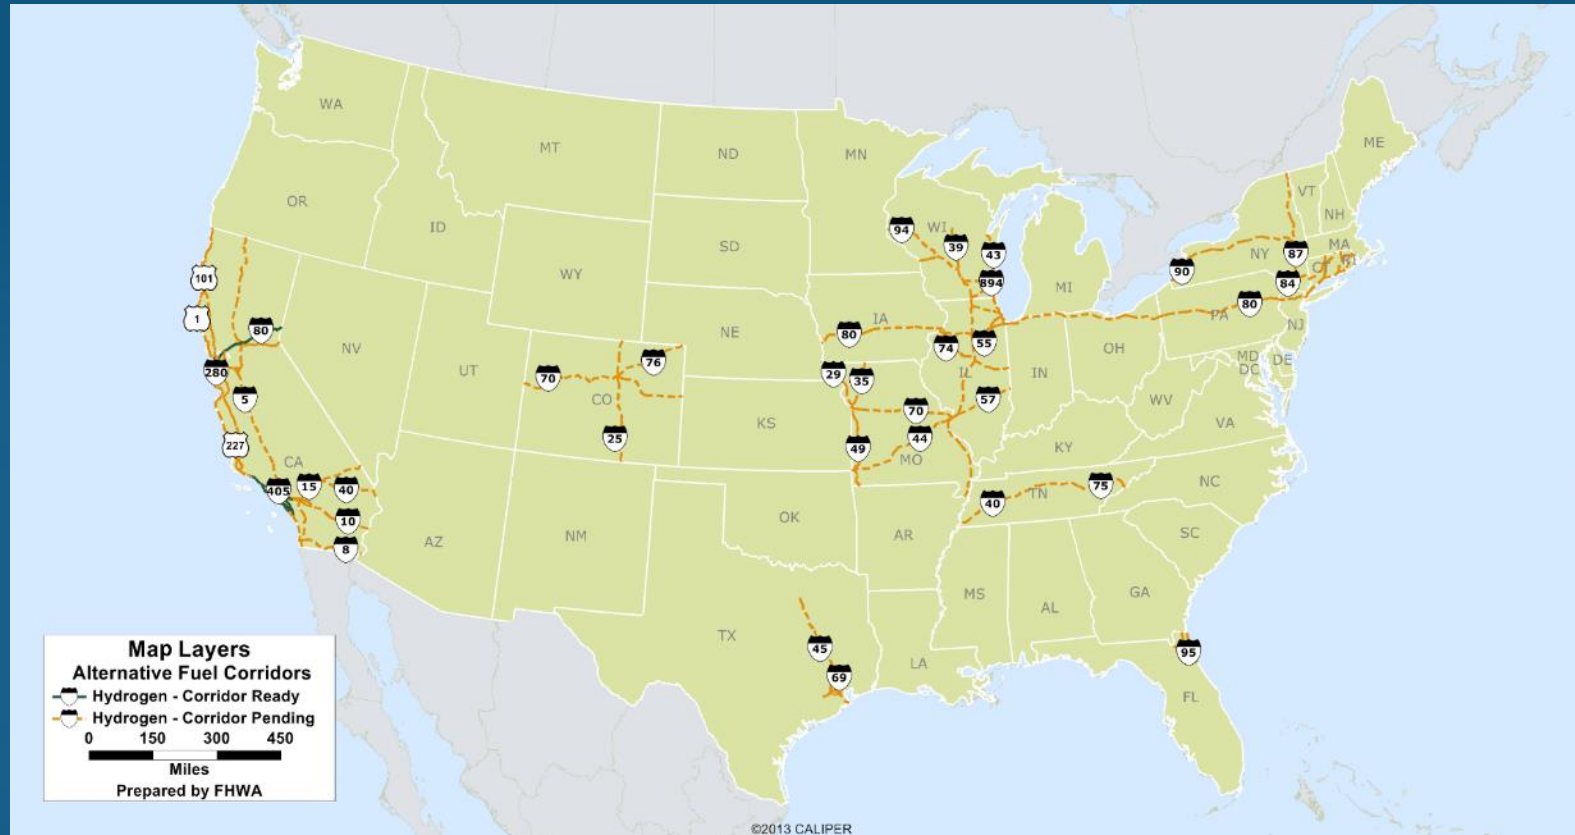 WA
MT
ND
MN
ME
OR
ID
SD
WI
VT
NH
NY
MA
CT
RI
WY
MI
IA
PA
NJ
NV
UT
NE
CO
IL
IN
OH
MD
DC
DE
WV
VA
CA
KS
MO
KY
AZ
NM
OK
AR
TN
NC
SC
TX
LA
MS
AL
GA
FL
94
39
43
894
90
87
84
80
101
1
80
280
5
227
405
15
40
10
8
70
76
25
80
74
55
29
35
70
57
44
49
40
75
45
69
95
Map Layers
Alternative Fuel Corridors
Hydrogen - Corridor Ready
Hydrogen - Corridor Pending
0 150 300 450
Miles
Prepared by FHWA
©2013 CALIPER